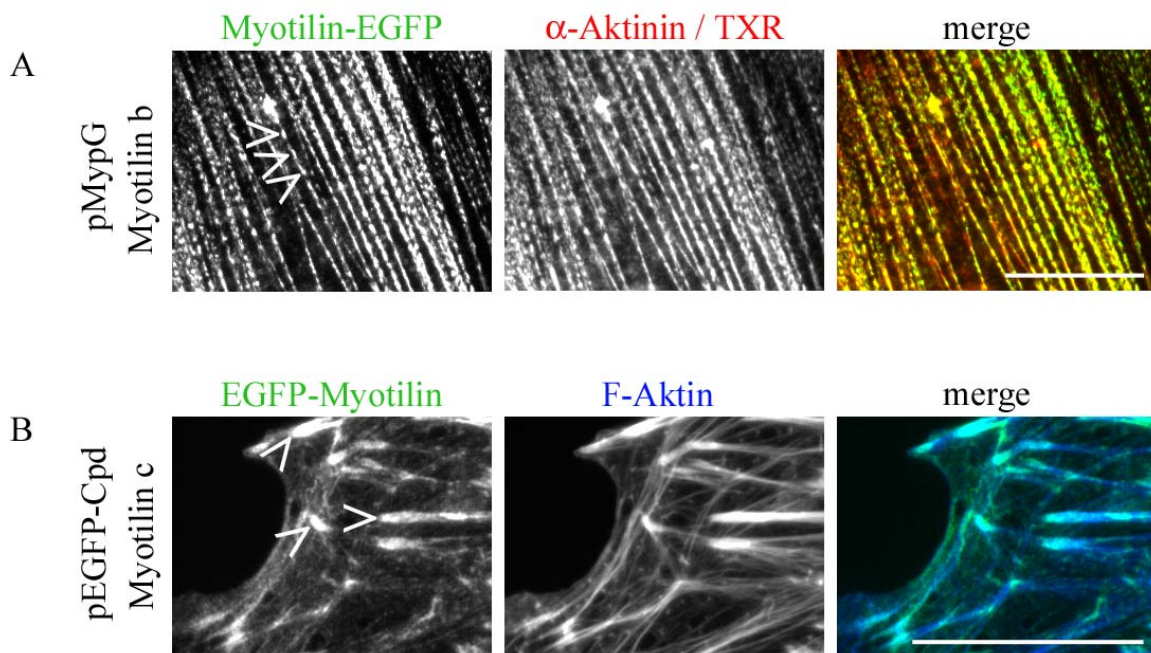 Myotilin-EGFP
α-Aktinin / TXR
merge
A
pMypG
Myotilin b
EGFP-Myotilin
F-Aktin
merge
B
pEGFP-Cpd
Myotilin c